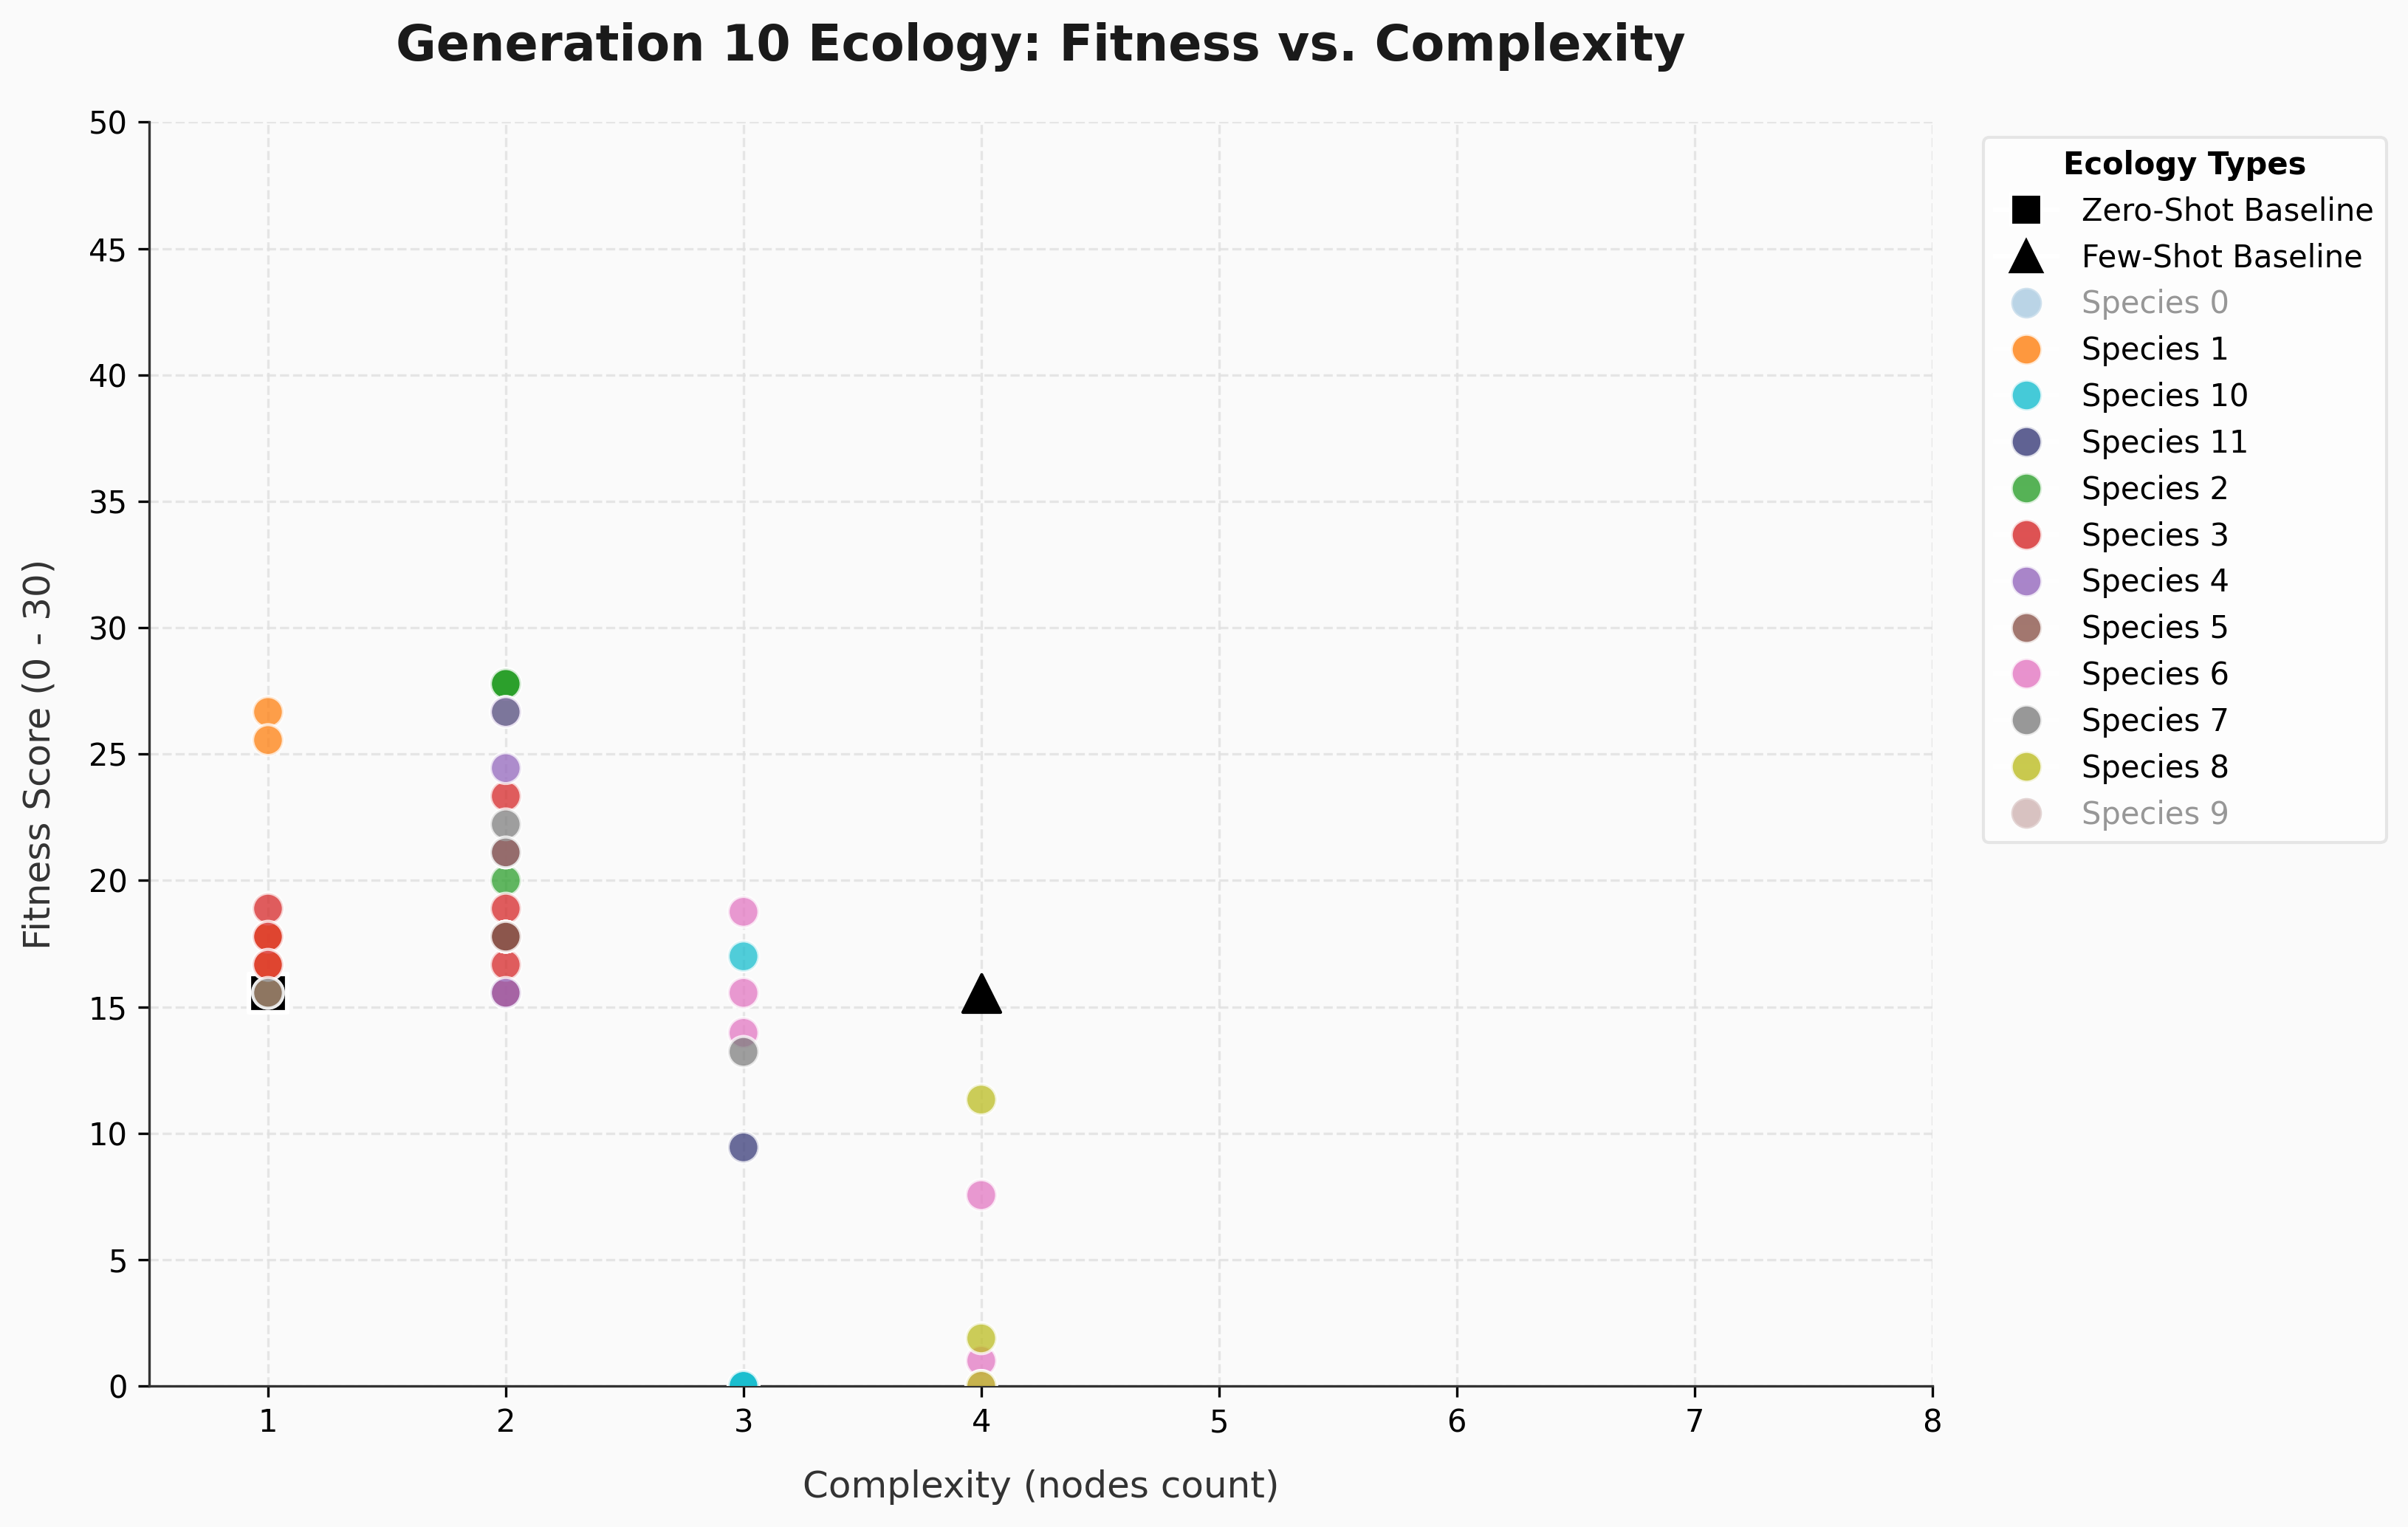 Generation 10 Ecology: Fitness vs. Complexity
50
45
40
35
30
25
20
15
10
5
0
Fitness Score (0 - 30)
1 2 3 4 5 6 7 8
Complexity (nodes count)
Ecology Types
Zero-Shot Baseline
Few-Shot Baseline
Species 0
Species 1
Species 10
Species 11
Species 2
Species 3
Species 4
Species 5
Species 6
Species 7
Species 8
Species 9